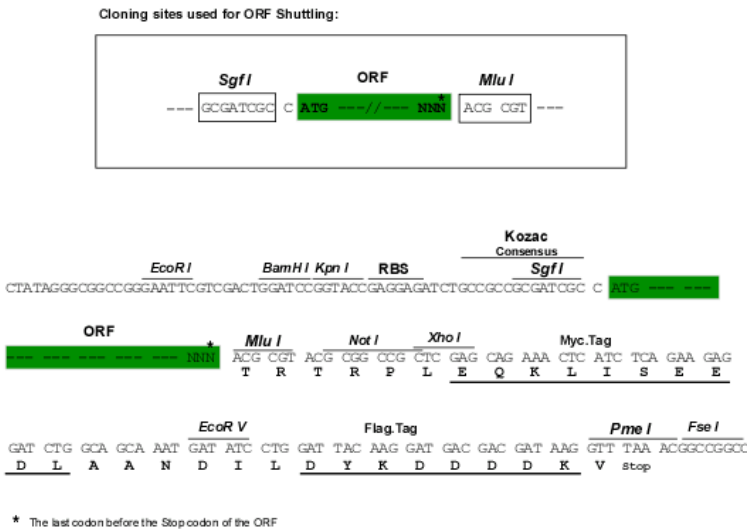 Cloning sites used for ORF Shuttling:
Sgf I ORF Mlu I
--- GCGATCGC C ATG ---//--- NNN* ACG CGT ---
Kozac
Consensus
EcoR I BamH I Kpn I RBS Sgf I
CTATAGGGCGGCCGGGAATTCGTCGACTGGATCCGGTACCGAGGAGATCTGCCGCCGCGATCGC C ATG --- ---
ORF Mlu I Not I Xho I Myc.Tag
--- --- --- --- --- --- NNN* ACG CGT ACG CGG CCG CTC GAG CAG AAA CTC ATC TCA GAA GAG
T R T R P L E Q K L I S E E
EcoR V Flag.Tag Pme I Fse I
GAT CTG GCA GCA AAT GAT ATC CTG GAT TAC AAG GAT GAC GAC GAT AAG GTT TAA ACGGCCGGCC
D L A A N D I L D Y K D D D D K V Stop
* The last codon before the Stop codon of the ORF